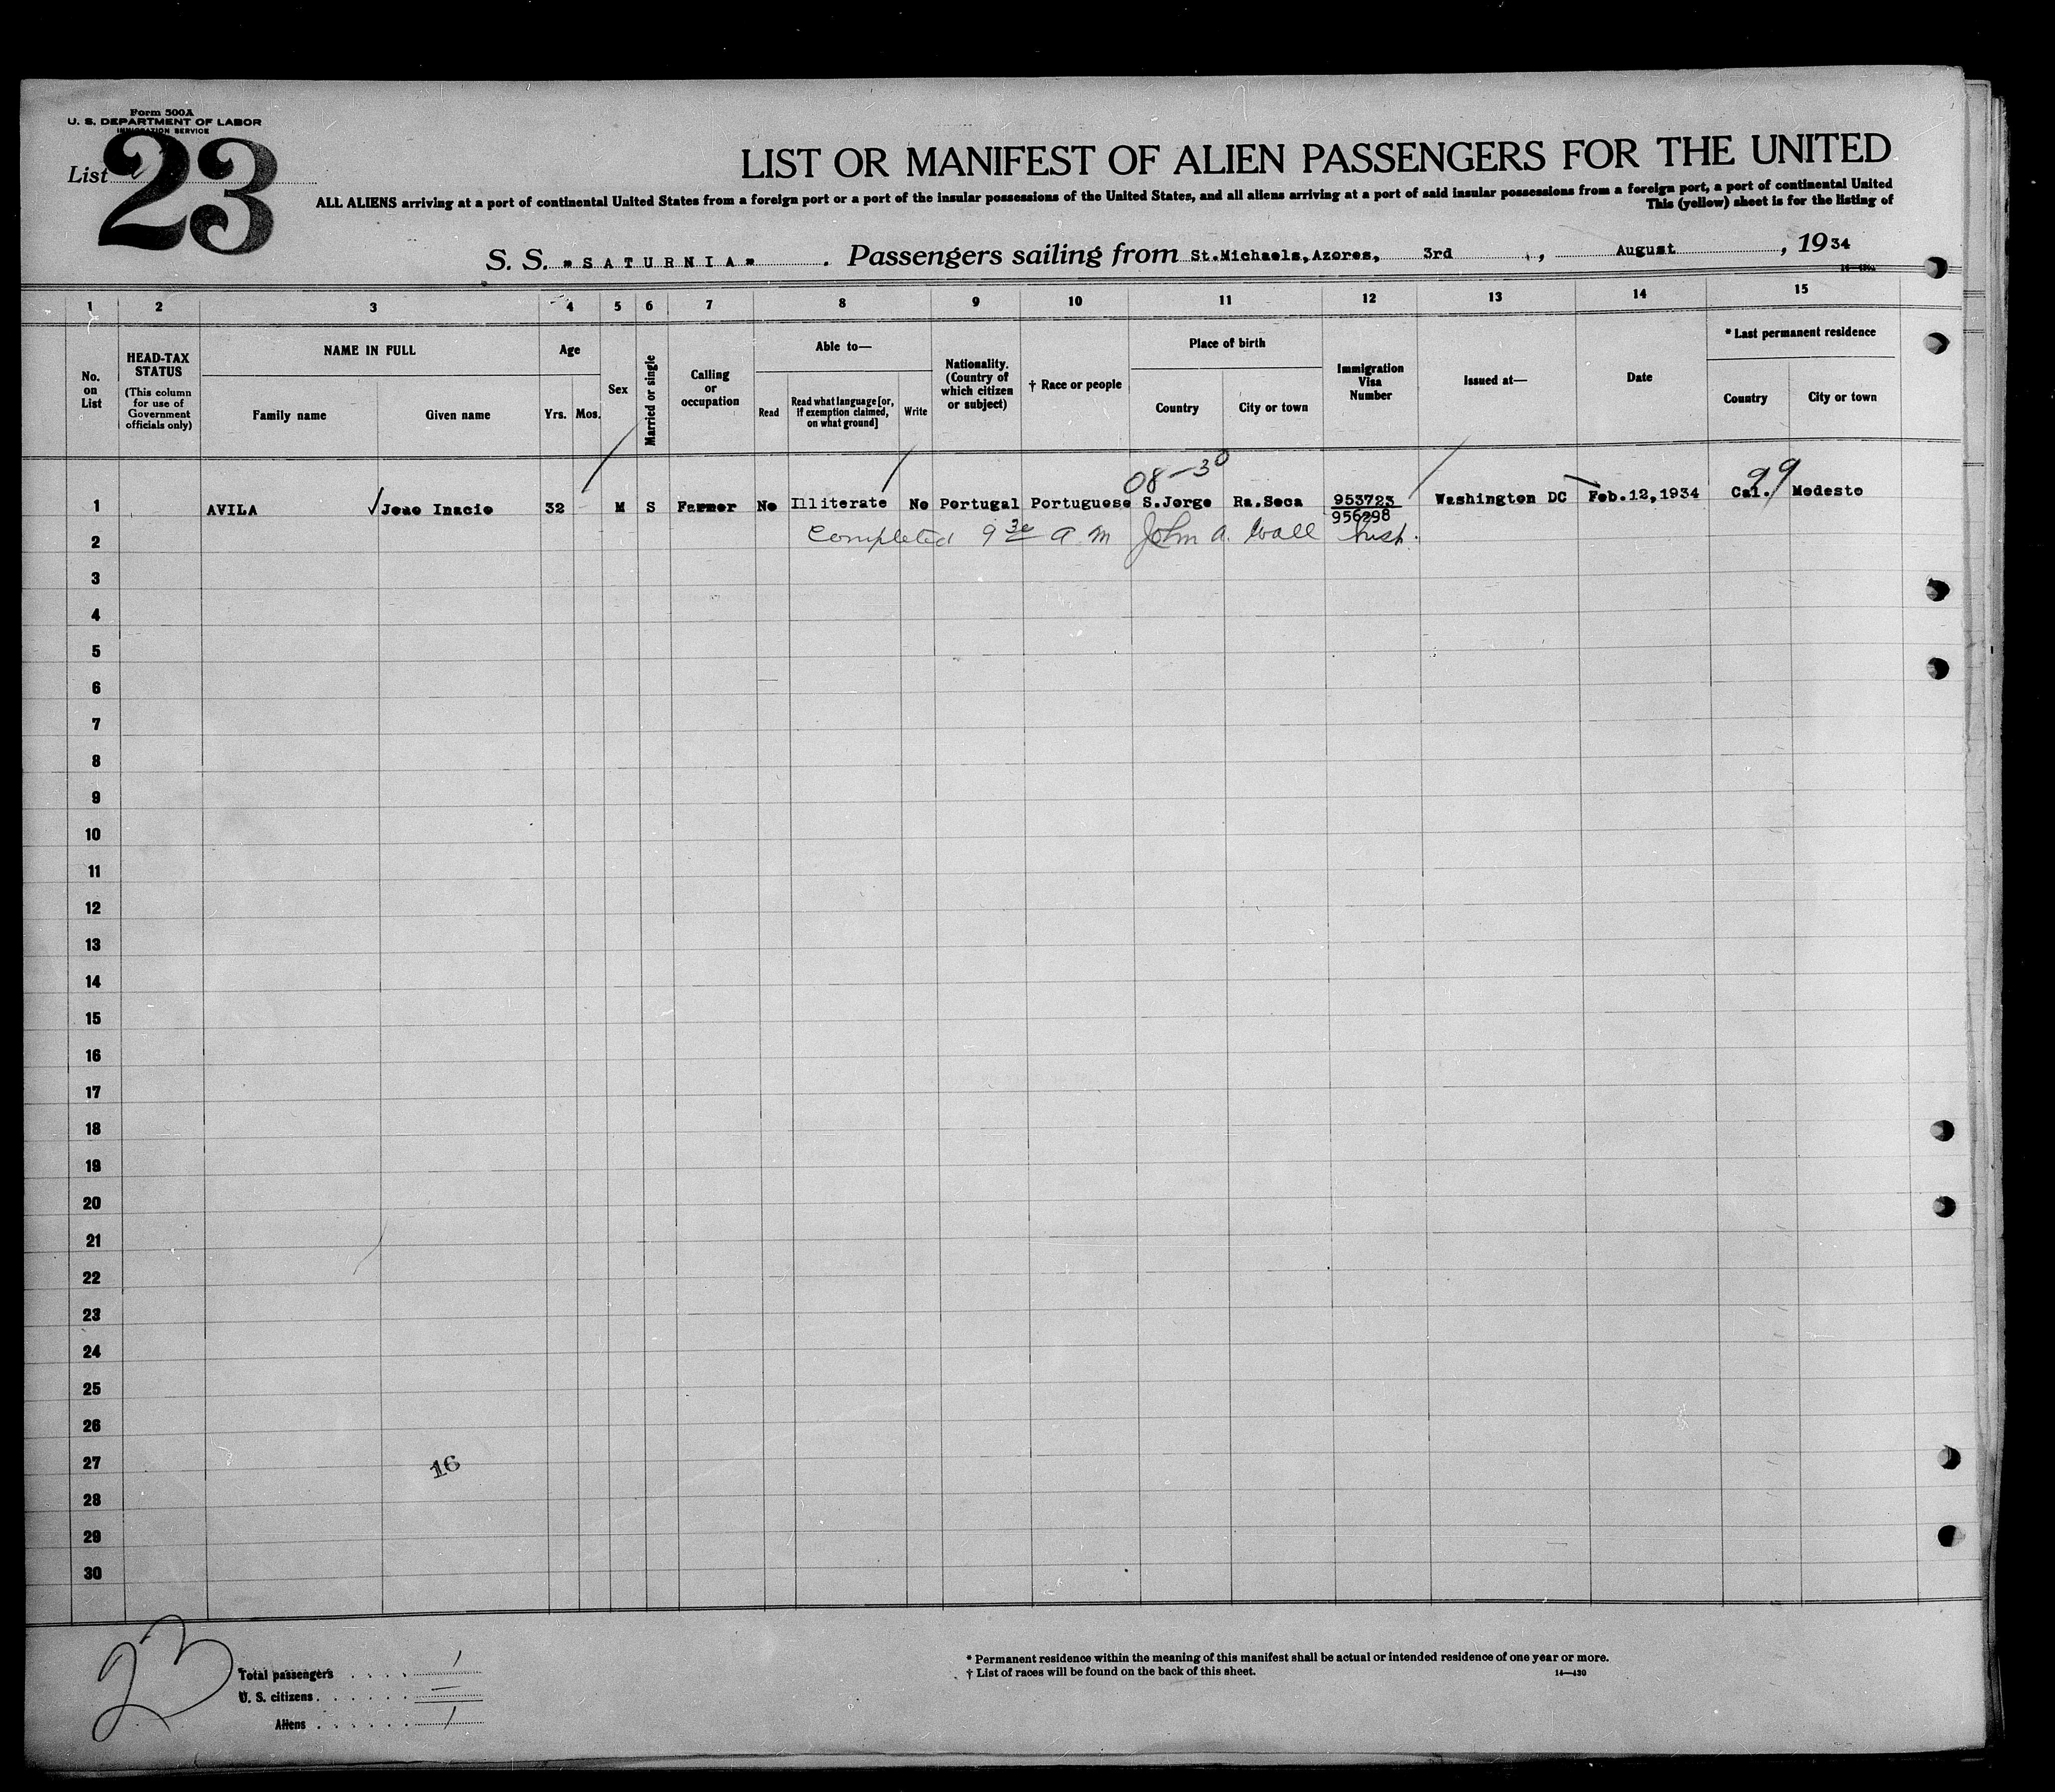 Form 500A
U. S. DEPARTMENT OF LABOR
IMMIGRATION SERVICE
List 23
LIST OR MANIFEST OF ALIEN PASSENGERS FOR THE UNITED
ALL ALIENS arriving at a port of continental United States from a foreign port or a port of the insular possessions of the United States, and all aliens arriving at a port of said insular possessions from a foreign port, a port of continental United
This (yellow) sheet is for the listing of
S. S. "SATURNIA". Passengers sailing from St.Michaels,Azores, 3rd, August, 1934
1 2 3 4 5 6 7 8 9 10 11 12 13 14 15
No. on List
HEAD-TAX STATUS
(This column for use of Government officials only)
NAME IN FULL
Family name Given name
Age
Yrs. Mos.
Sex
Married or single
Calling or occupation
Able to—
Read Read what language [or, if exemption claimed, on what ground] Write
Nationality. (Country of which citizen or subject)
† Race or people
Place of birth
Country City or town
Immigration Visa Number
Issued at—
Date
* Last permanent residence
Country City or town
08-30 99
1 AVILA Joao Inacio 32 M S Farmer No Illiterate No Portugal Portuguese S.Jorge Ra.Seca 953723 Washington DC Feb.12,1934 Cal. Modesto
956298
2 Completed 9 30 a m John A. Wall Insp.
3
4
5
6
7
8
9
10
11
12
13
14
15
16
17
18
19
20
21
22
23
24
25
26
27
16
28
29
30
23
Total passengers . . . . 1
U. S. citizens . . . . . . —
Aliens . . . . . . 1
* Permanent residence within the meaning of this manifest shall be actual or intended residence of one year or more.
† List of races will be found on the back of this sheet.
14—430